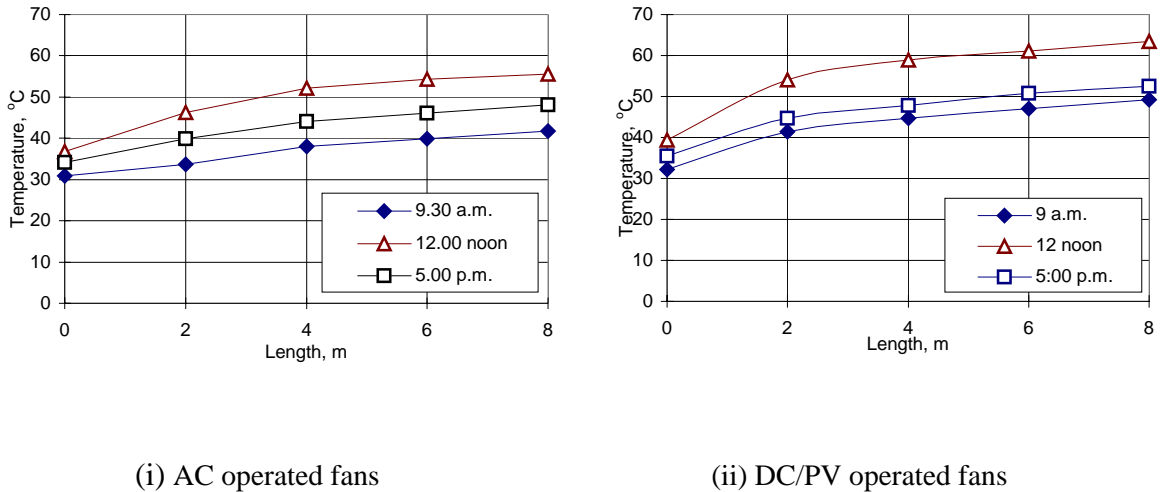 70
60
50
40
30
20
10
0
Temperature, °C
0 2 4 6 8
Length, m
9.30 a.m.
12.00 noon
5.00 p.m.
(i) AC operated fans
70
60
50
40
30
20
10
0
Temperature, °C
0 2 4 6 8
Length, m
9 a.m.
12 noon
5:00 p.m.
(ii) DC/PV operated fans